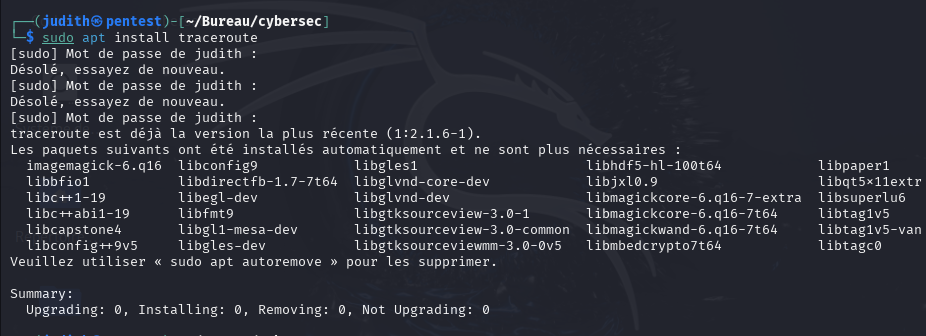 ┌──(judith㉿pentest)-[~/Bureau/cybersec]
└─$ sudo apt install traceroute
[sudo] Mot de passe de judith :
Désolé, essayez de nouveau.
[sudo] Mot de passe de judith :
Désolé, essayez de nouveau.
[sudo] Mot de passe de judith :
traceroute est déjà la version la plus récente (1:2.1.6-1).
Les paquets suivants ont été installés automatiquement et ne sont plus nécessaires :
  imagemagick-6.q16  libconfig9            libgles1                    libhdf5-hl-100t64            libpaper1
  libbfio1           libdirectfb-1.7-7t64  libglvnd-core-dev           libjxl0.9                    libqt5x11extr
  libc++1-19         libegl-dev            libglvnd-dev                libmagickcore-6.q16-7-extra  libsuperlu6
  libc++abi1-19      libfmt9               libgtksourceview-3.0-1      libmagickcore-6.q16-7t64     libtag1v5
  libcapstone4       libgl1-mesa-dev       libgtksourceview-3.0-common libmagickwand-6.q16-7t64     libtag1v5-van
  libconfig++9v5     libgles-dev           libgtksourceviewmm-3.0-0v5  libmbedcrypto7t64            libtagc0
Veuillez utiliser « sudo apt autoremove » pour les supprimer.

Summary:
  Upgrading: 0, Installing: 0, Removing: 0, Not Upgrading: 0